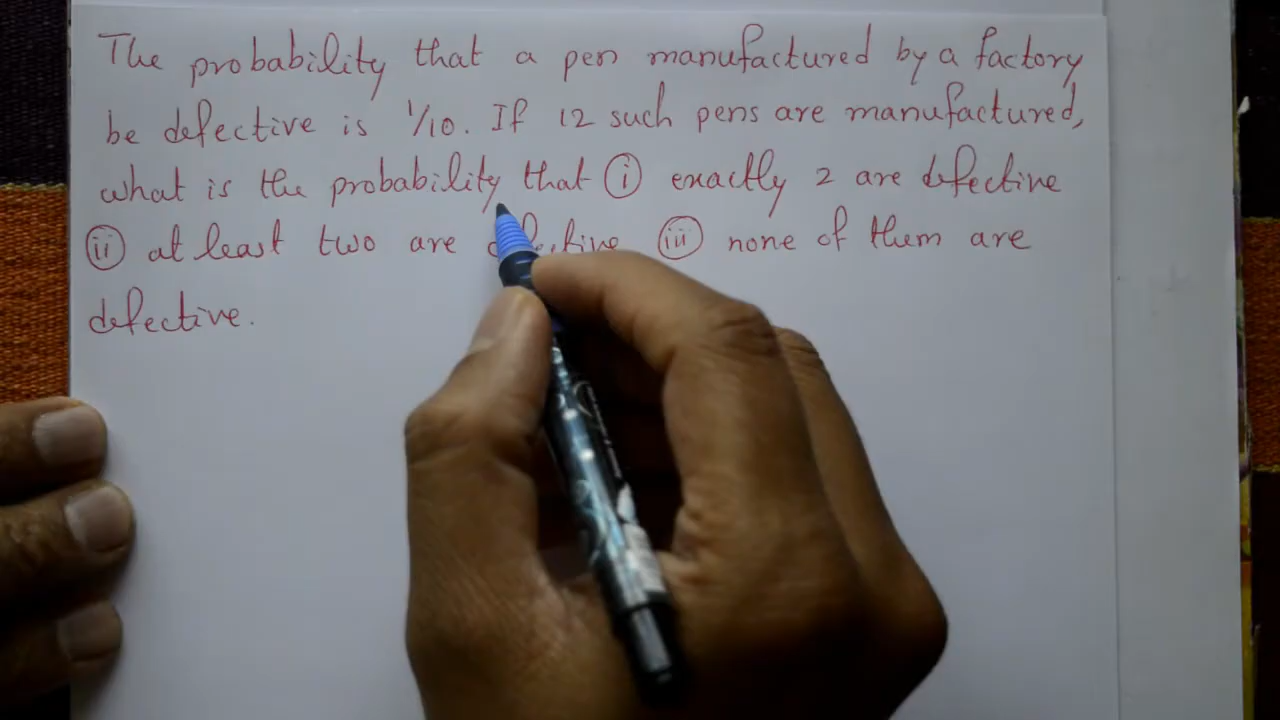 The probability that a pen manufactured by a factory
be defective is 1/10. If 12 such pens are manufactured,
what is the probability that (i) exactly 2 are defective
(ii) at least two are defective (iii) none of them are
defective.